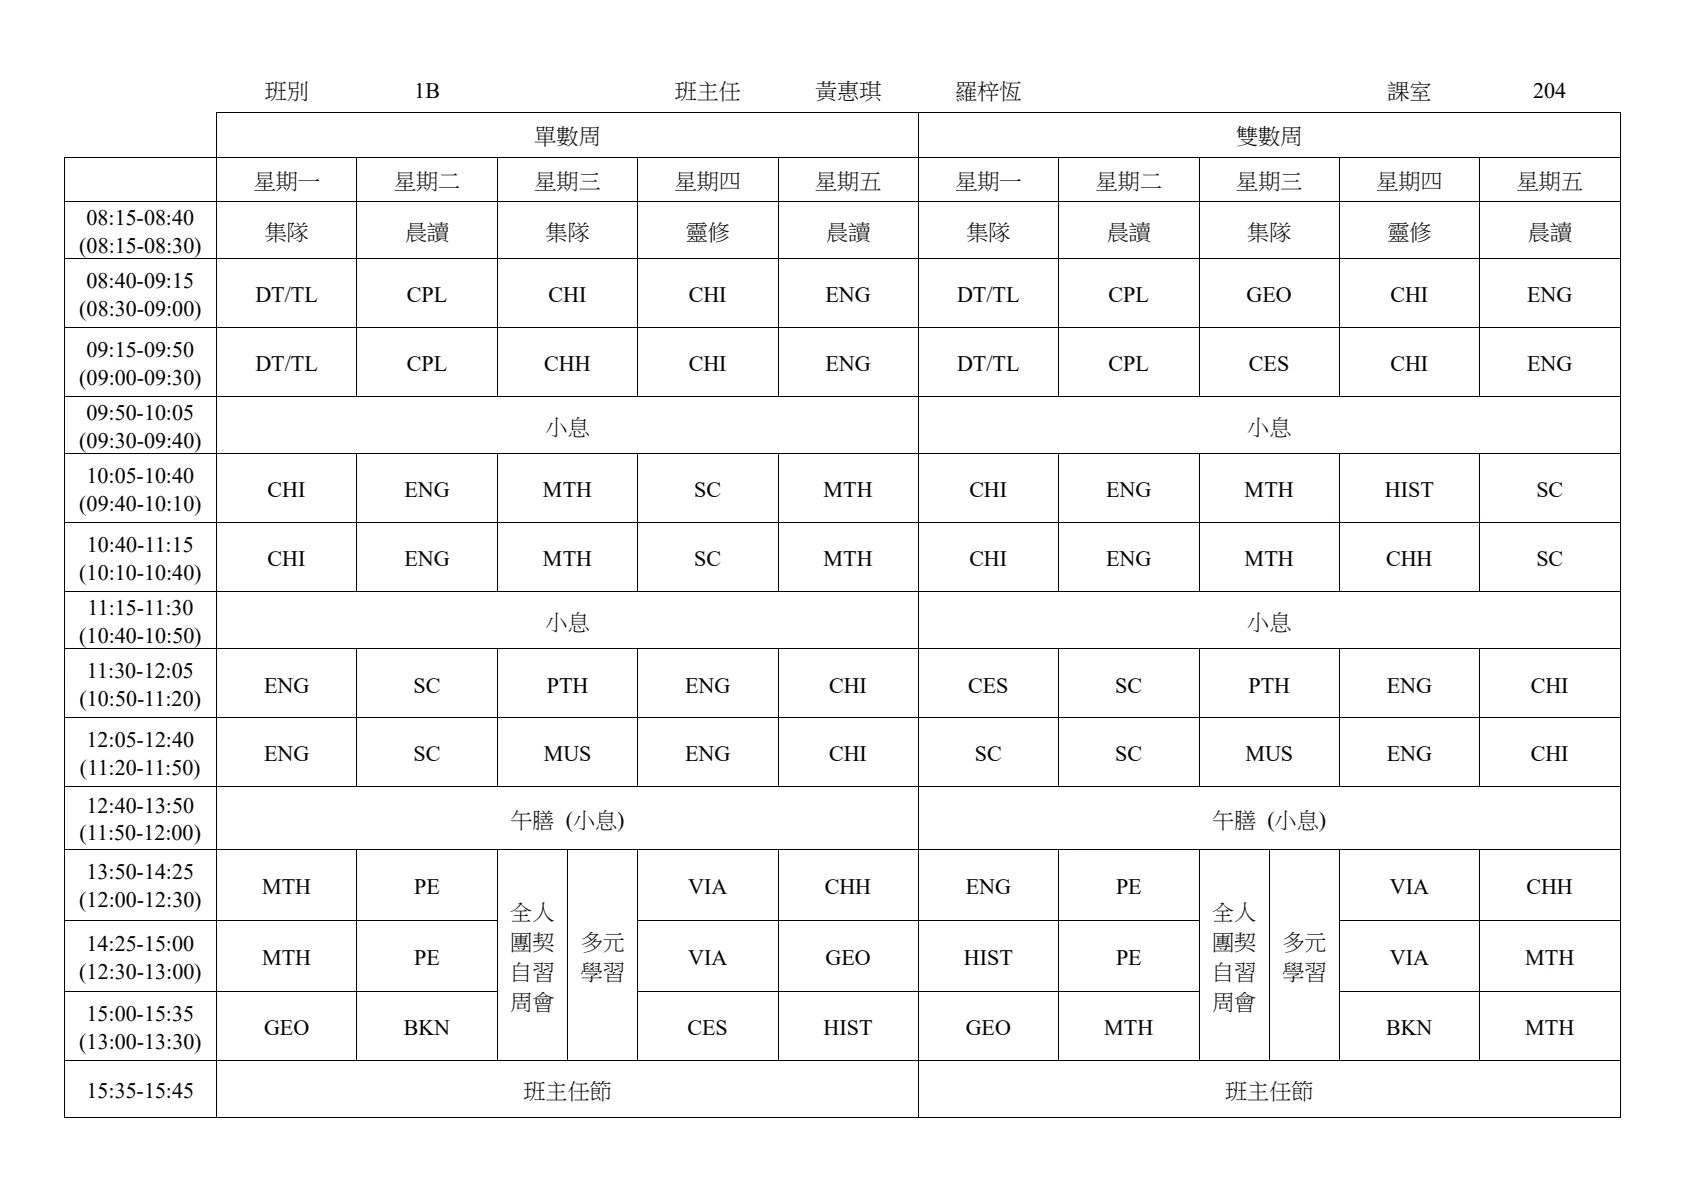 班別 1B 班主任 黃惠琪 羅梓恆 課室 204
單數周 雙數周
星期一 星期二 星期三 星期四 星期五 星期一 星期二 星期三 星期四 星期五
08:15-08:40
(08:15-08:30) 集隊 晨讀 集隊 靈修 晨讀 集隊 晨讀 集隊 靈修 晨讀
08:40-09:15
(08:30-09:00) DT/TL CPL CHI CHI ENG DT/TL CPL GEO CHI ENG
09:15-09:50
(09:00-09:30) DT/TL CPL CHH CHI ENG DT/TL CPL CES CHI ENG
09:50-10:05
(09:30-09:40) 小息 小息
10:05-10:40
(09:40-10:10) CHI ENG MTH SC MTH CHI ENG MTH HIST SC
10:40-11:15
(10:10-10:40) CHI ENG MTH SC MTH CHI ENG MTH CHH SC
11:15-11:30
(10:40-10:50) 小息 小息
11:30-12:05
(10:50-11:20) ENG SC PTH ENG CHI CES SC PTH ENG CHI
12:05-12:40
(11:20-11:50) ENG SC MUS ENG CHI SC SC MUS ENG CHI
12:40-13:50
(11:50-12:00) 午膳 (小息) 午膳 (小息)
13:50-14:25
(12:00-12:30) MTH PE VIA CHH ENG PE VIA CHH
全人 全人
團契 多元 團契 多元
自習 學習 自習 學習
周會 周會
14:25-15:00
(12:30-13:00) MTH PE VIA GEO HIST PE VIA MTH
15:00-15:35
(13:00-13:30) GEO BKN CES HIST GEO MTH BKN MTH
15:35-15:45 班主任節 班主任節